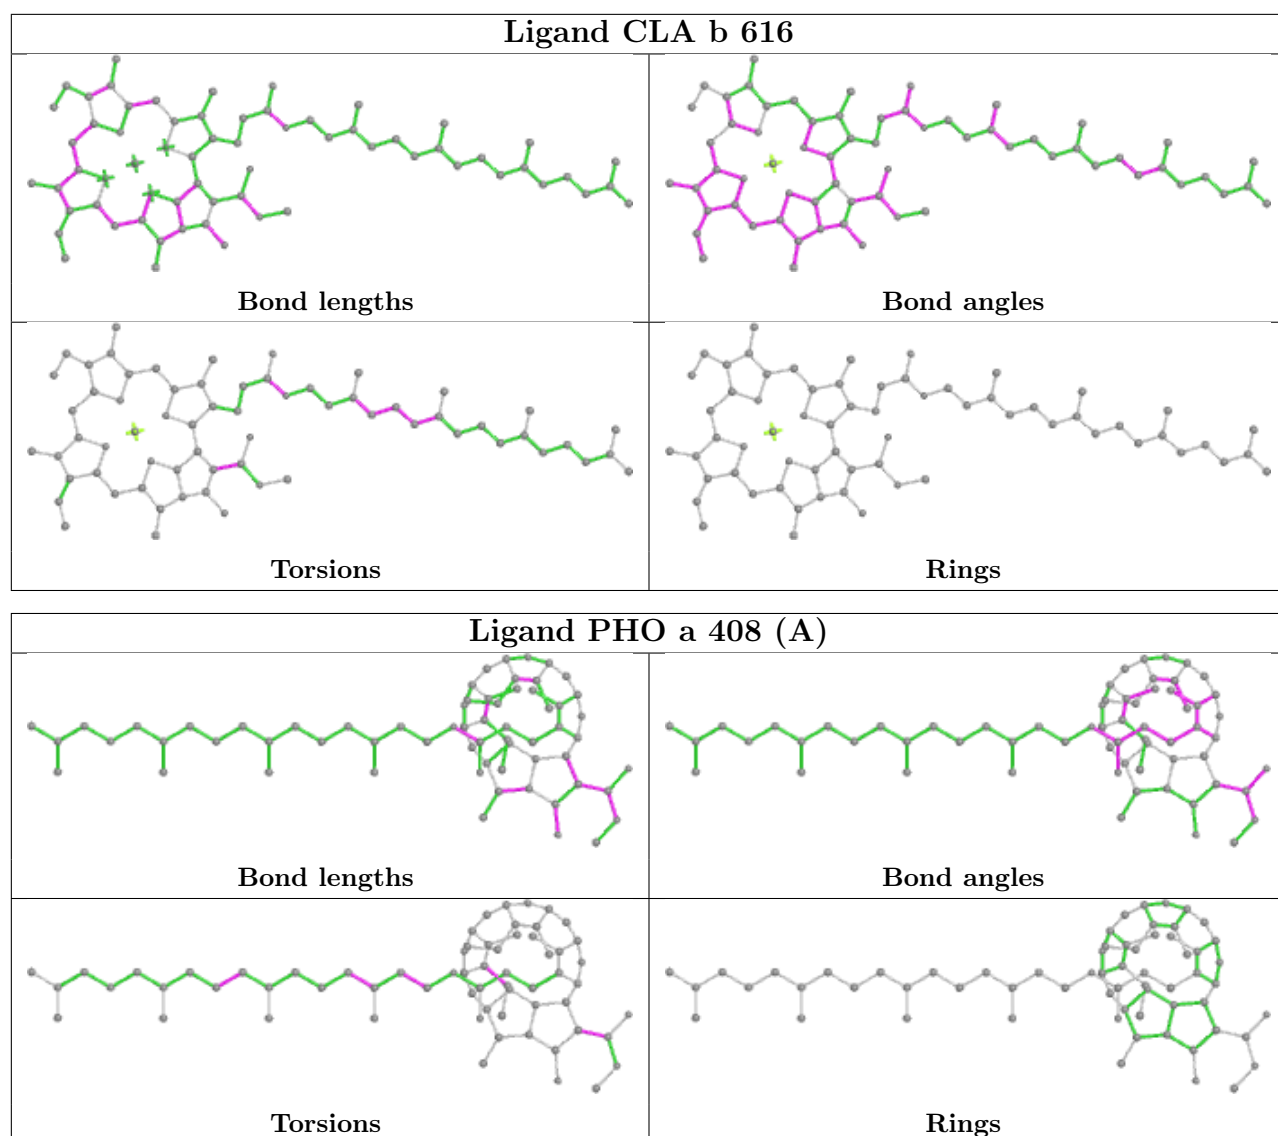 Ligand CLA b 616
Bond lengths
Bond angles
Torsions
Rings
Ligand PHO a 408 (A)
Bond lengths
Bond angles
Torsions
Rings